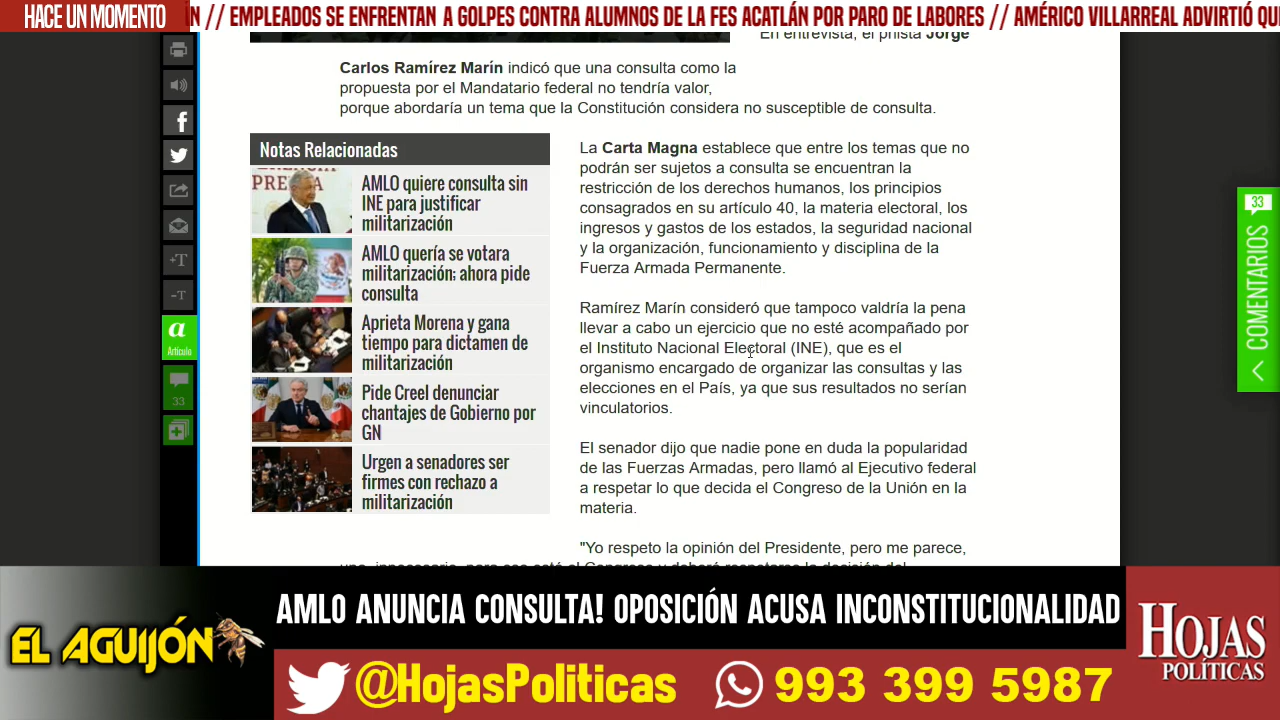 HACE UN MOMENTO
N // EMPLEADOS SE ENFRENTAN A GOLPES CONTRA ALUMNOS DE LA FES ACATLÁN POR PARO DE LABORES // AMÉRICO VILLARREAL ADVIRTIÓ QU
En entrevista, el priista Jorge
Carlos Ramírez Marín indicó que una consulta como la
propuesta por el Mandatario federal no tendría valor,
porque abordaría un tema que la Constitución considera no susceptible de consulta.
Notas Relacionadas
AMLO quiere consulta sin
INE para justificar
militarización
AMLO quería se votara
militarización; ahora pide
consulta
Aprieta Morena y gana
tiempo para dictamen de
militarización
Pide Creel denunciar
chantajes de Gobierno por
GN
Urgen a senadores ser
firmes con rechazo a
militarización
La Carta Magna establece que entre los temas que no
podrán ser sujetos a consulta se encuentran la
restricción de los derechos humanos, los principios
consagrados en su artículo 40, la materia electoral, los
ingresos y gastos de los estados, la seguridad nacional
y la organización, funcionamiento y disciplina de la
Fuerza Armada Permanente.
Ramírez Marín consideró que tampoco valdría la pena
llevar a cabo un ejercicio que no esté acompañado por
el Instituto Nacional Electoral (INE), que es el
organismo encargado de organizar las consultas y las
elecciones en el País, ya que sus resultados no serían
vinculatorios.
El senador dijo que nadie pone en duda la popularidad
de las Fuerzas Armadas, pero llamó al Ejecutivo federal
a respetar lo que decida el Congreso de la Unión en la
materia.
"Yo respeto la opinión del Presidente, pero me parece,
+T
-T
a
Artículo
33
33
COMENTARIOS
EL AGUIJÓN
AMLO ANUNCIA CONSULTA! OPOSICIÓN ACUSA INCONSTITUCIONALIDAD
@HojasPoliticas
993 399 5987
HOJAS
POLÍTICAS